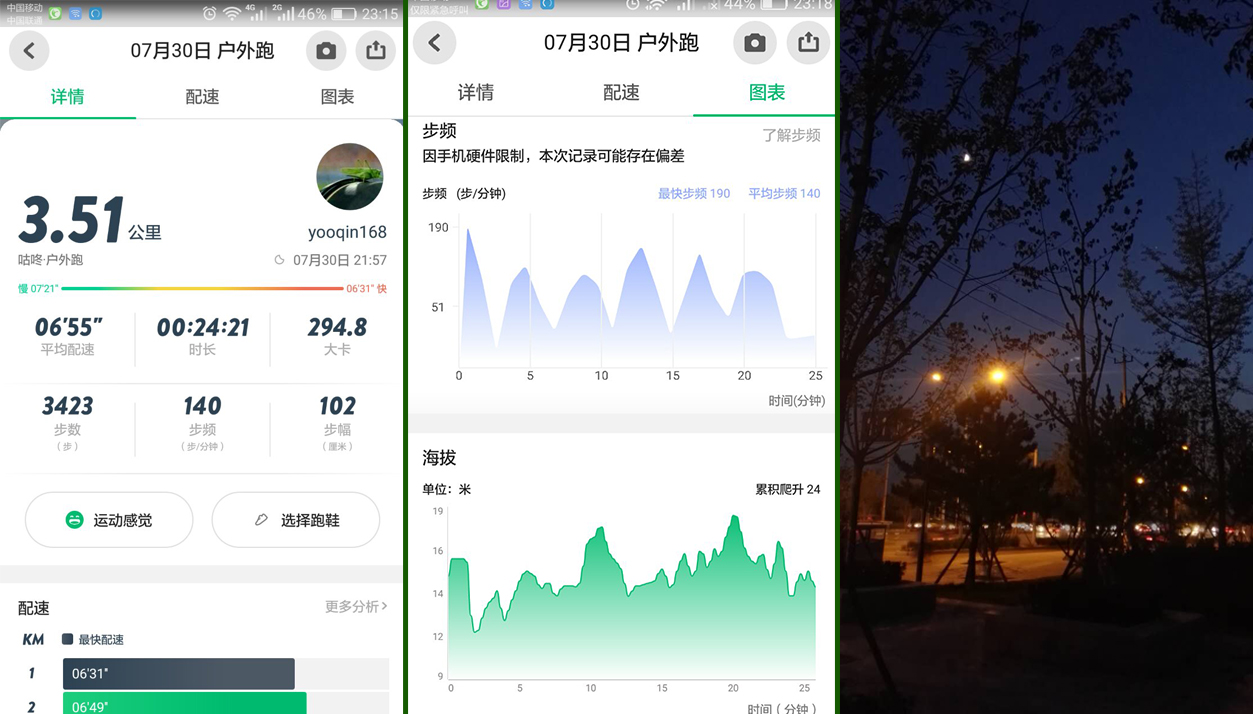 中国移动
中国联通
4G
2G
46%
23:15
07月30日 户外跑
详情
配速
图表
3.51公里
咕咚·户外跑
yooqin168
07月30日 21:57
慢 07'21"
06'31" 快
06'55"
00:24:21
294.8
平均配速
时长
大卡
3423
140
102
步数
步频
步幅
(步)
(步/分钟)
(厘米)
运动感觉
选择跑鞋
配速
更多分析>
KM
最快配速
1
06'31"
2
06'49"
仅限紧急呼叫
44%
23:18
07月30日 户外跑
详情
配速
图表
步频
了解步频
因手机硬件限制，本次记录可能存在偏差
步频 (步/分钟)
最快步频 190
平均步频 140
190
51
0 5 10 15 20 25
时间(分钟)
海拔
单位：米
累积爬升 24
19
16
14
12
9
0 5 10 15 20 25
时间（分钟）